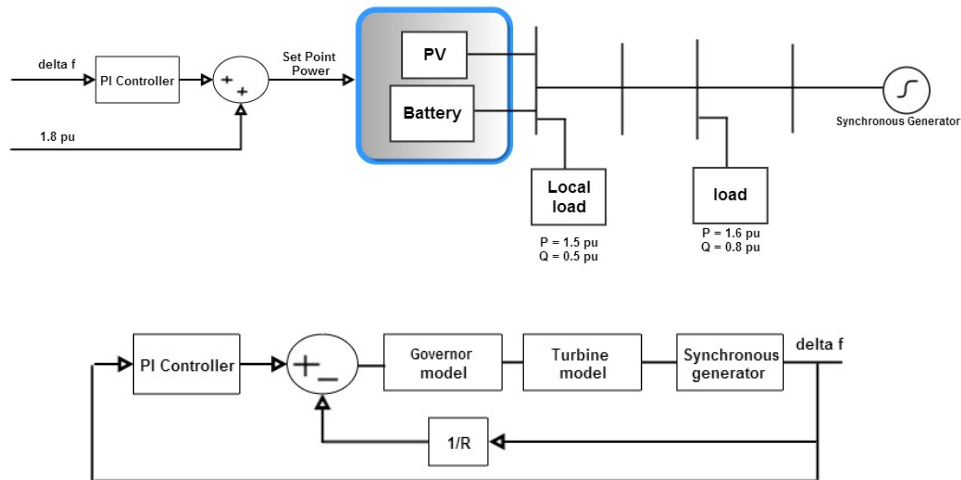 delta f
PI Controller
+
+
1.8 pu
Set Point
Power
PV
Battery
Local
load
P = 1.5 pu
Q = 0.5 pu
load
P = 1.6 pu
Q = 0.8 pu
Synchronous Generator
PI Controller
+
−
Governor
model
Turbine
model
Synchronous
generator
delta f
1/R